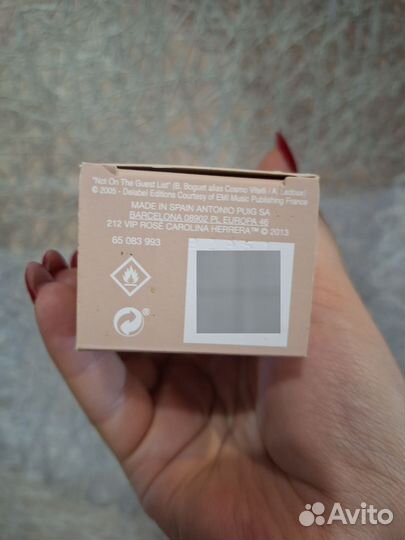 "Not On The Guest List" (B. Boguet alias Cosmo Vitelli / A. Ledoux)
© 2005 - Delabel Editions Courtesy of EMI Music Publishing France
MADE IN SPAIN ANTONIO PUIG SA
BARCELONA 08902 PL EUROPA 46
212 VIP ROSÉ CAROLINA HERRERA™ © 2013
65 083 993
Avito